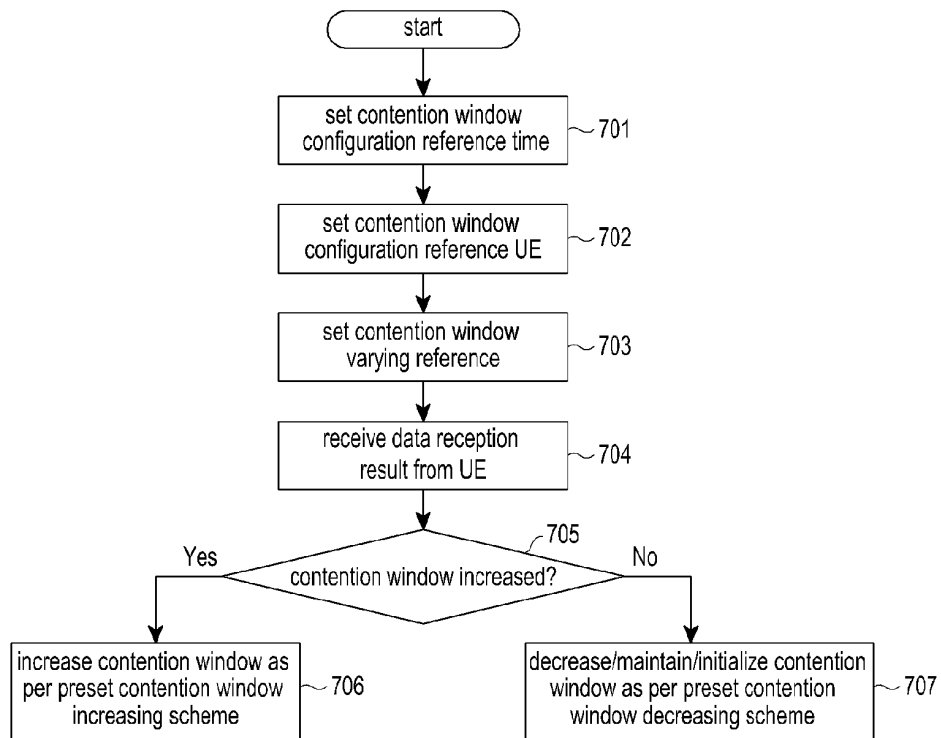 start
set contention window
configuration reference time
701
set contention window
configuration reference UE
702
set contention window
varying reference
703
receive data reception
result from UE
704
705
Yes
contention window increased?
No
increase contention window as
per preset contention window
increasing scheme
706
decrease/maintain/initialize contention
window as per preset contention
window decreasing scheme
707